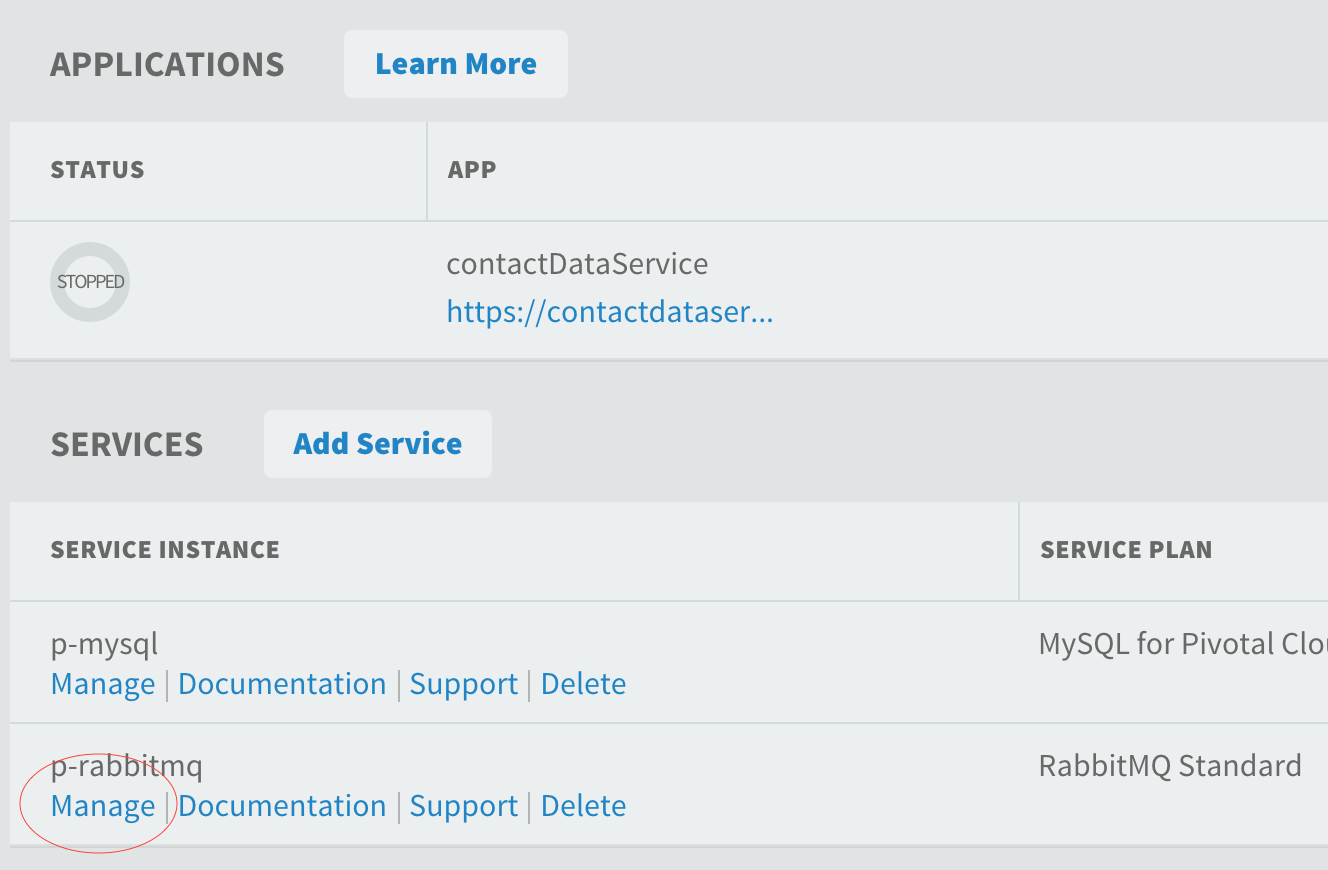 APPLICATIONS Learn More
STATUS APP
STOPPED
contactDataService
https://contactdataser...
SERVICES Add Service
SERVICE INSTANCE SERVICE PLAN
p-mysql MySQL for Pivotal Clou
Manage | Documentation | Support | Delete
p-rabbitmq RabbitMQ Standard
Manage | Documentation | Support | Delete